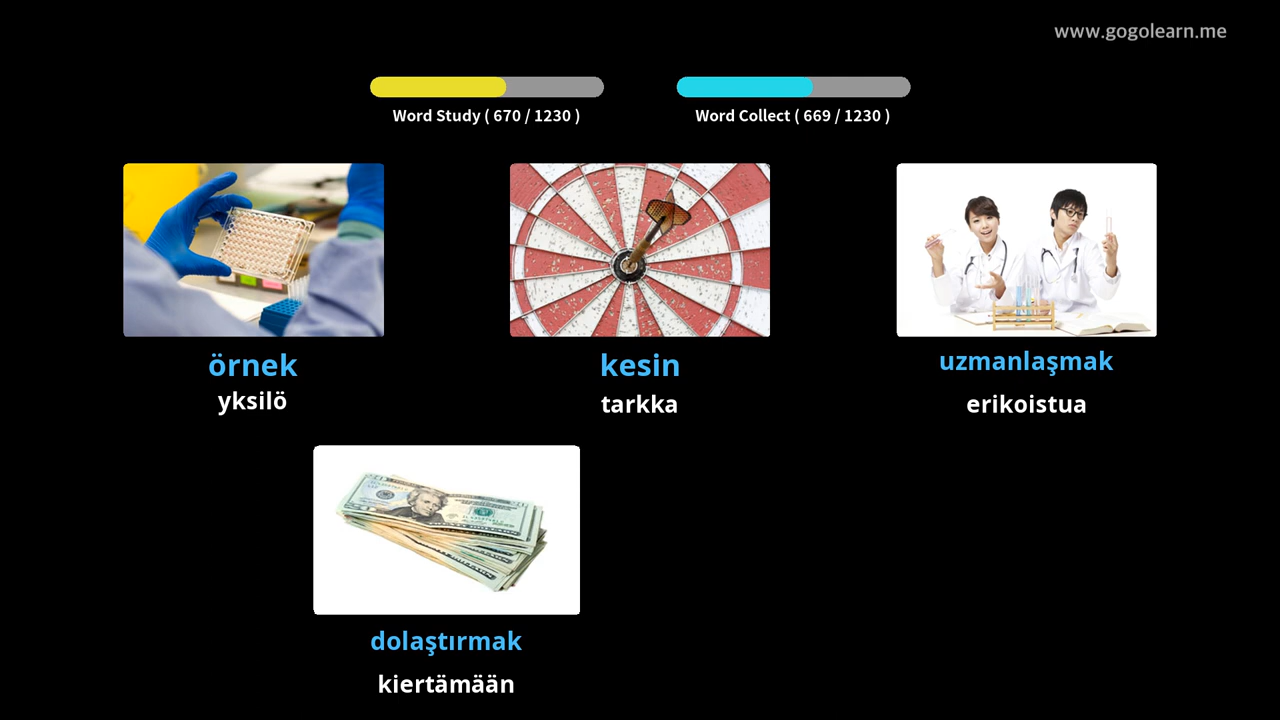 www.gogolearn.me
Word Study ( 670 / 1230 )
Word Collect ( 669 / 1230 )
örnek
yksilö
kesin
tarkka
uzmanlaşmak
erikoistua
dolaştırmak
kiertämään